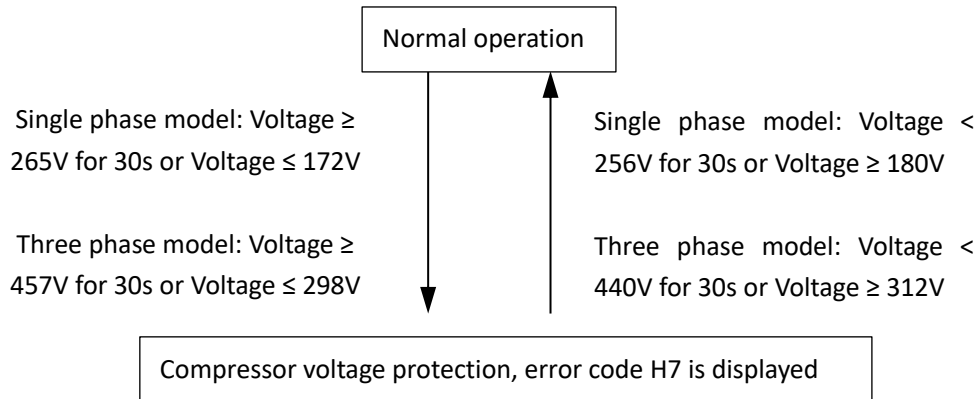 Normal operation
Single phase model: Voltage ≥
265V for 30s or Voltage ≤ 172V
Three phase model: Voltage ≥
457V for 30s or Voltage ≤ 298V
Single phase model: Voltage <
256V for 30s or Voltage ≥ 180V
Three phase model: Voltage <
440V for 30s or Voltage ≥ 312V
Compressor voltage protection, error code H7 is displayed